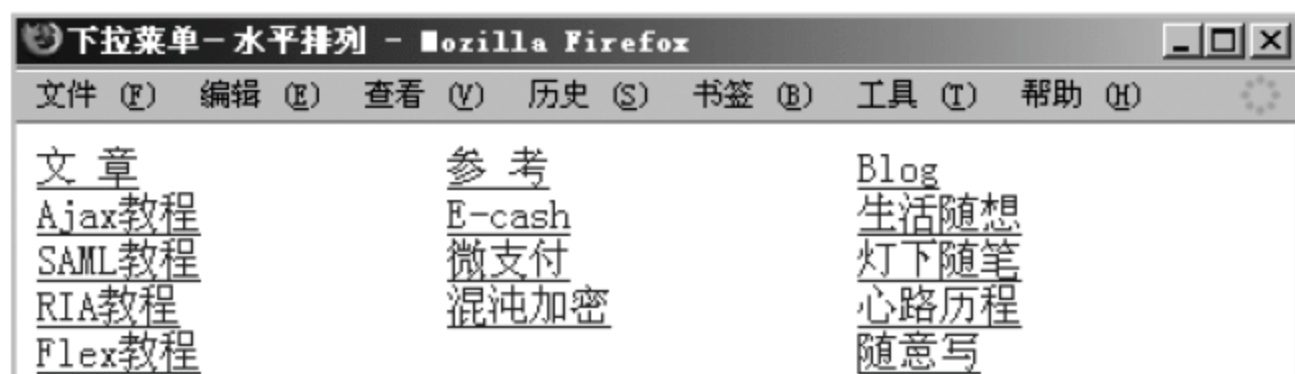 下拉菜单－水平排列 - Mozilla Firefox
文件 (F) 编辑 (E) 查看 (V) 历史 (S) 书签 (B) 工具 (T) 帮助 (H)
文 章 参 考 Blog
Ajax教程 E-cash 生活随想
SAML教程 微支付 灯下随笔
RIA教程 混沌加密 心路历程
Flex教程 随意写